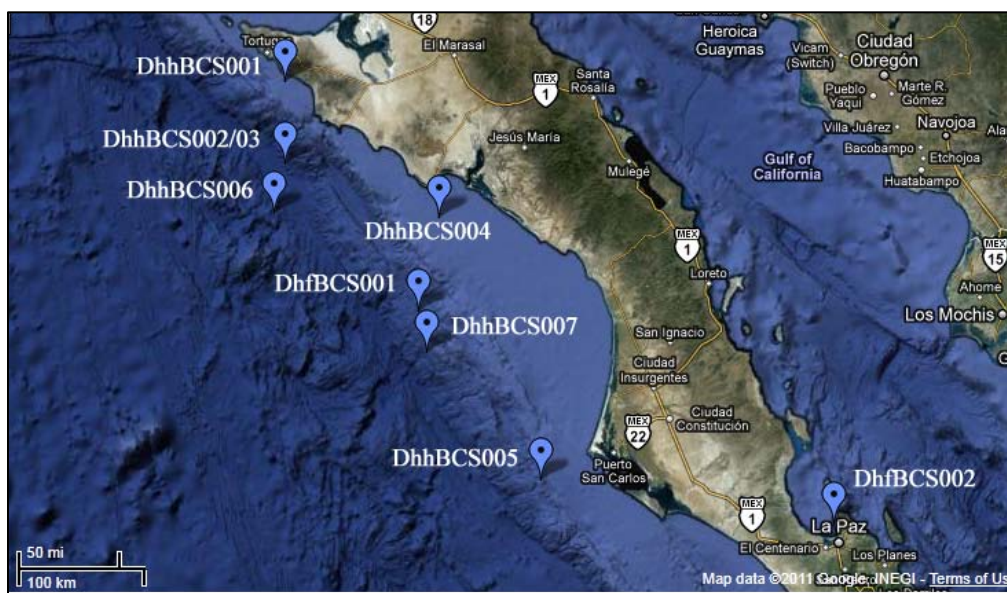 18
Tortugas
El Marasal
Heroica
Guaymas
Vicam
(Switch)
Ciudad
Obregón
DhhBCS001
MEX
1
Santa
Rosalía
Pueblo
Yaqui
Marte R.
Gómez
DhhBCS002/03
Jesús María
Villa Juárez
Navojoa
Bacobampo
Etchojoa
Huatabampo
Mulegé
Gulf of
California
DhhBCS006
DhhBCS004
MEX
1
MEX
15
Loreto
Ahome
Los Mochis
DhfBCS001
DhhBCS007
San Ignacio
Ciudad
Insurgentes
MEX
22
Ciudad
Constitución
DhhBCS005
Puerto
San Carlos
DhfBCS002
MEX
1
La Paz
El Centenario
Los Planes
50 mi
100 km
Map data ©2011 Google, INEGI - Terms of Us